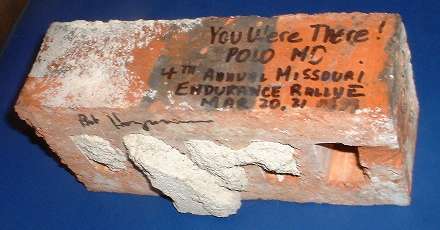 You Were There!
POLO MO
4TH ANNUAL MISSOURI
ENDURANCE RALLYE
MAR 20, 21